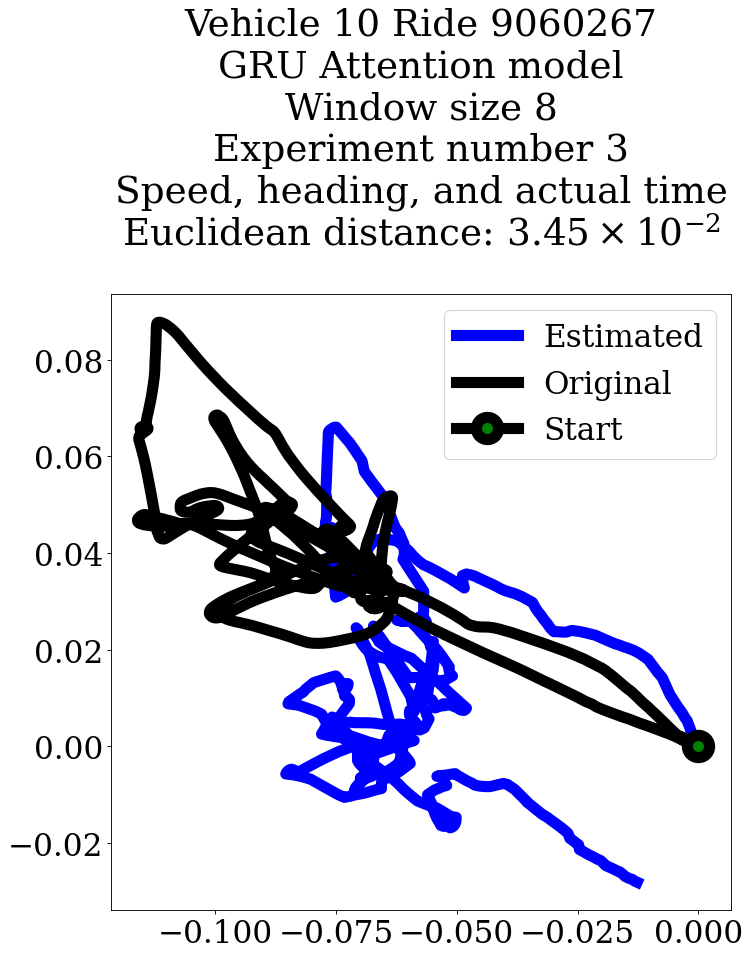 Vehicle 10 Ride 9060267
GRU Attention model
Window size 8
Experiment number 3
Speed, heading, and actual time
Euclidean distance: 3.45 × 10⁻²
Estimated
Original
Start
0.08
0.06
0.04
0.02
0.00
−0.02
−0.100 −0.075 −0.050 −0.025 0.000